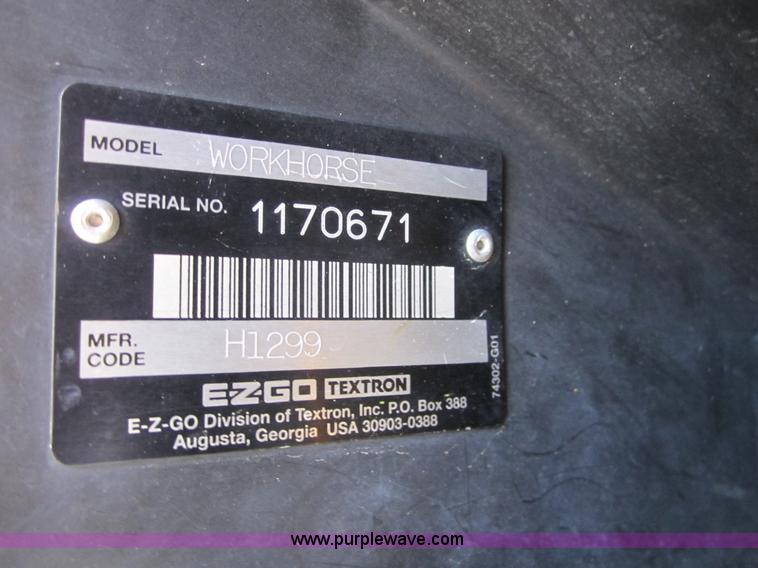 MODEL WORKHORSE
SERIAL NO. 1170671
MFR. CODE H1299
74302-G01
E-Z-GO TEXTRON
E-Z-GO Division of Textron, Inc. P.O. Box 388
Augusta, Georgia USA 30903-0388
www.purplewave.com